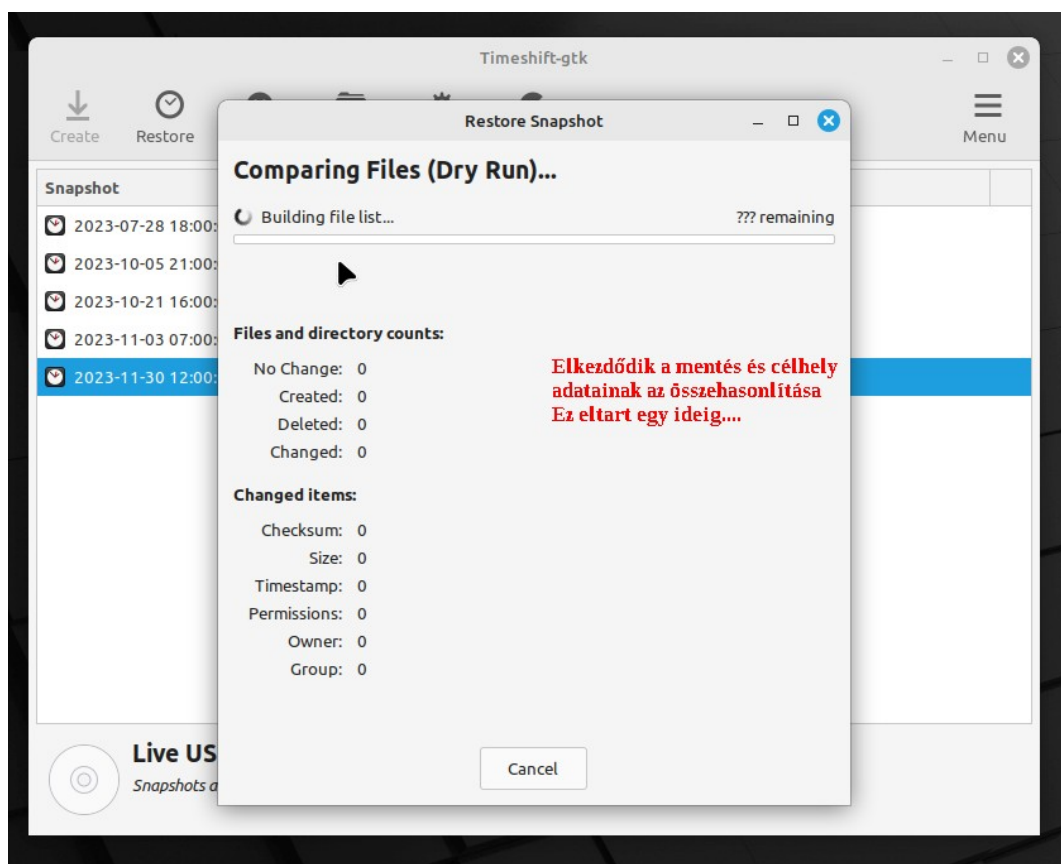 Timeshift-gtk
Create
Restore
Menu
Restore Snapshot
Snapshot
2023-07-28 18:00:
2023-10-05 21:00:
2023-10-21 16:00:
2023-11-03 07:00:
2023-11-30 12:00:
Comparing Files (Dry Run)...
Building file list...
??? remaining
Files and directory counts:
No Change: 0
Created: 0
Deleted: 0
Changed: 0
Elkezdődik a mentés és célhely
adatainak az összehasonlítása
Ez eltart egy ideig....
Changed items:
Checksum: 0
Size: 0
Timestamp: 0
Permissions: 0
Owner: 0
Group: 0
Cancel
Live US
Snapshots a